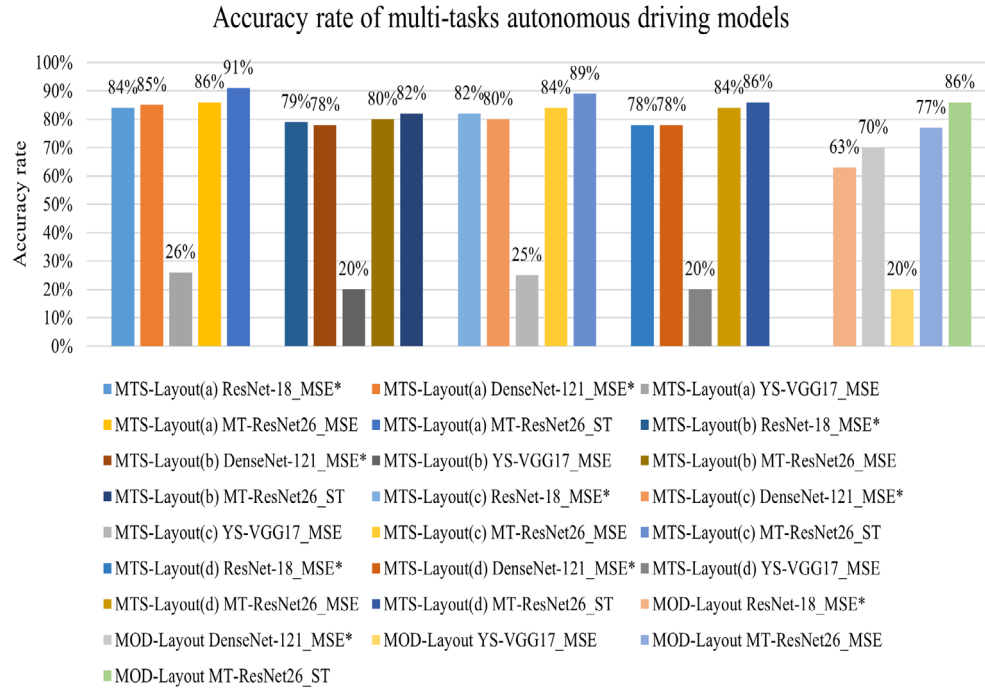 Accuracy rate of multi-tasks autonomous driving models
Accuracy rate
100%
90%
80%
70%
60%
50%
40%
30%
20%
10%
0%
84% 85% 26% 86% 91%
79% 78% 20% 80% 82%
82% 80% 25% 84% 89%
78% 78% 20% 84% 86%
63% 70% 20% 77% 86%
MTS-Layout(a) ResNet-18_MSE* MTS-Layout(a) DenseNet-121_MSE* MTS-Layout(a) YS-VGG17_MSE
MTS-Layout(a) MT-ResNet26_MSE MTS-Layout(a) MT-ResNet26_ST MTS-Layout(b) ResNet-18_MSE*
MTS-Layout(b) DenseNet-121_MSE* MTS-Layout(b) YS-VGG17_MSE MTS-Layout(b) MT-ResNet26_MSE
MTS-Layout(b) MT-ResNet26_ST MTS-Layout(c) ResNet-18_MSE* MTS-Layout(c) DenseNet-121_MSE*
MTS-Layout(c) YS-VGG17_MSE MTS-Layout(c) MT-ResNet26_MSE MTS-Layout(c) MT-ResNet26_ST
MTS-Layout(d) ResNet-18_MSE* MTS-Layout(d) DenseNet-121_MSE* MTS-Layout(d) YS-VGG17_MSE
MTS-Layout(d) MT-ResNet26_MSE MTS-Layout(d) MT-ResNet26_ST MOD-Layout ResNet-18_MSE*
MOD-Layout DenseNet-121_MSE* MOD-Layout YS-VGG17_MSE MOD-Layout MT-ResNet26_MSE
MOD-Layout MT-ResNet26_ST